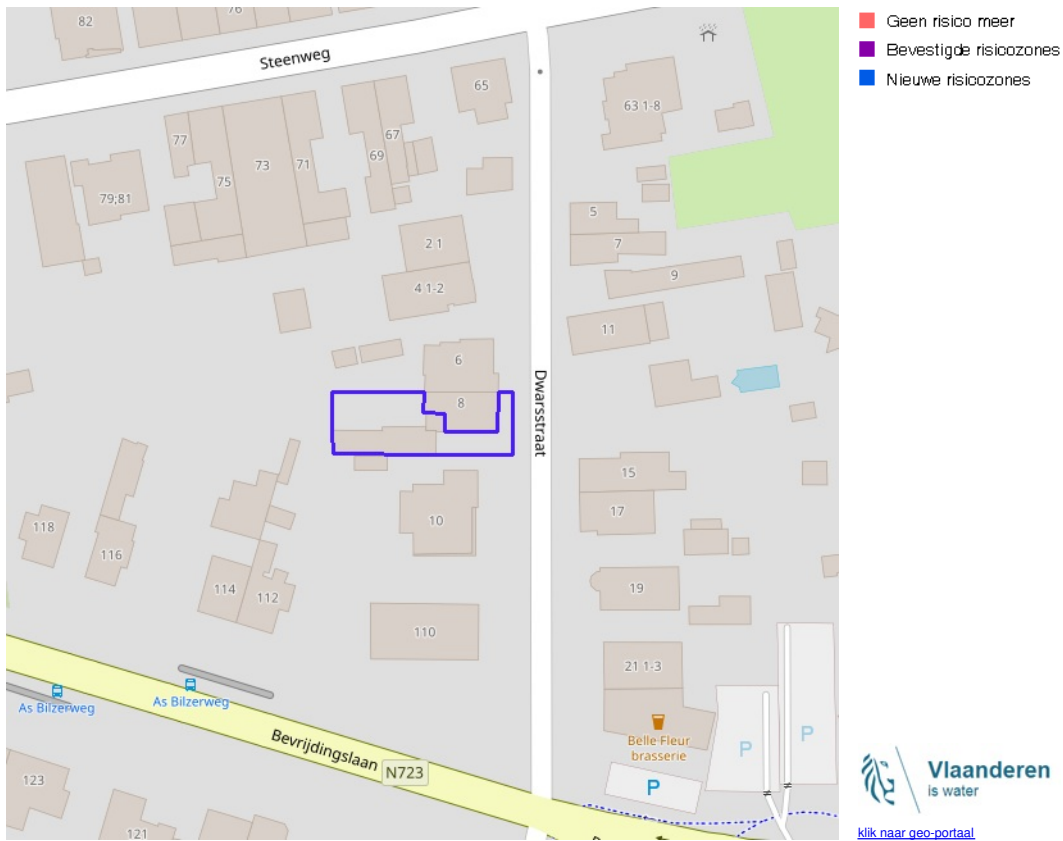 82
76
Steenweg
65
63 1-8
77
67
69
73
71
75
79;81
5
7
2 1
9
4 1-2
11
6
8
Dwarsstraat
15
17
10
118
116
114
112
19
110
21 1-3
As Bilzerweg
As Bilzerweg
Belle Fleur
brasserie
Bevrijdingslaan
N723
P
P
P
123
121
Geen risico meer
Bevestigde risicozones
Nieuwe risicozones
Vlaanderen
is water
klik naar geo-portaal